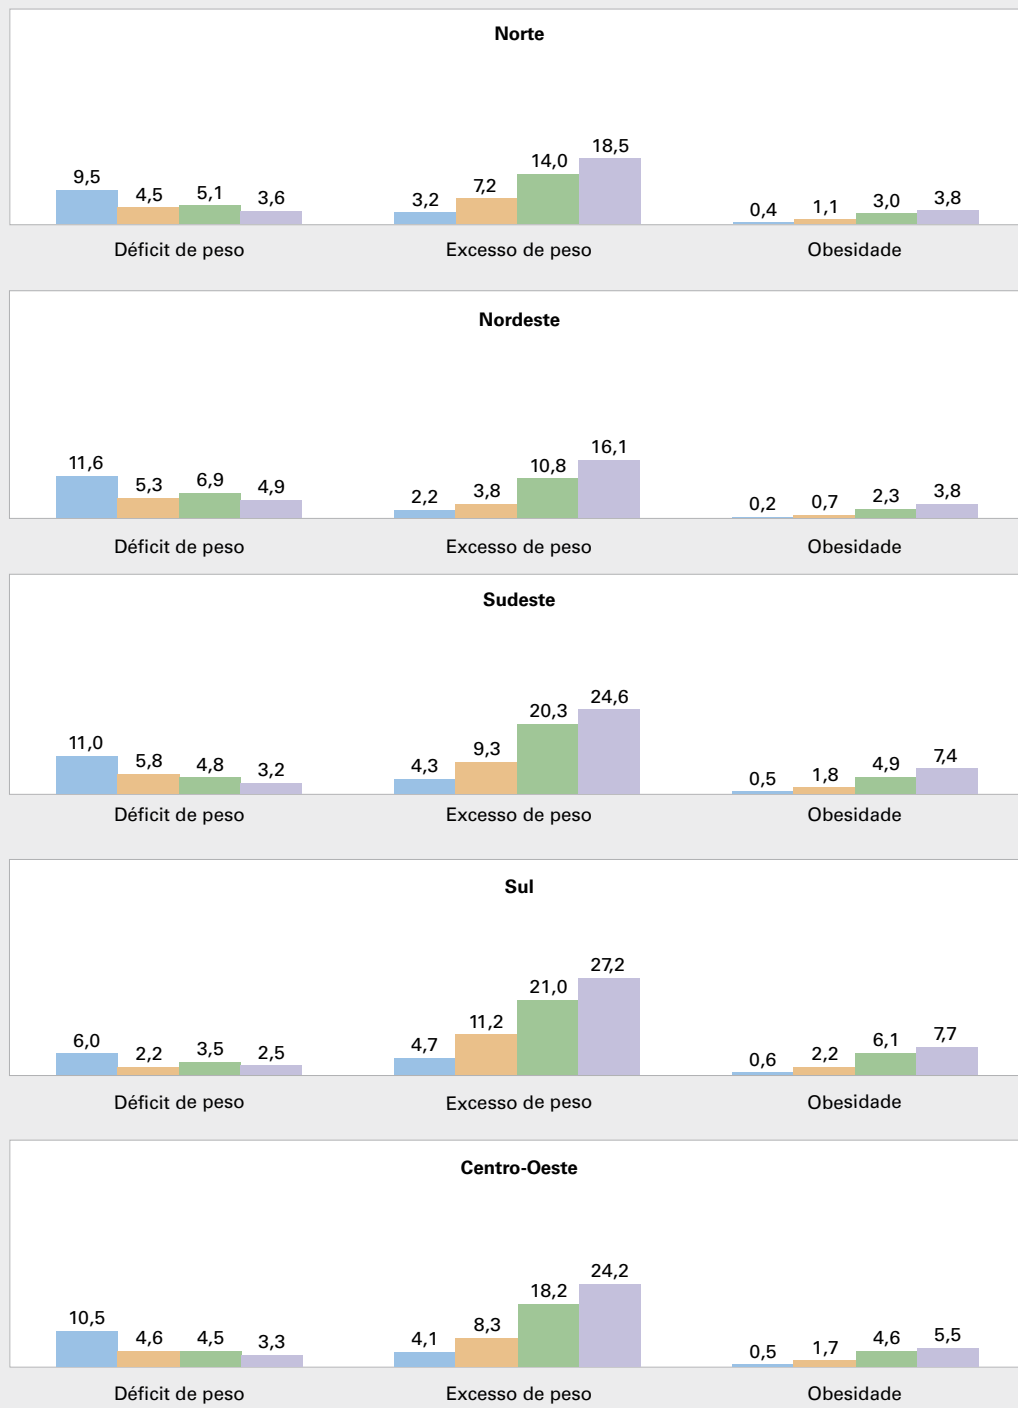 Norte
9,5 4,5 5,1 3,6 3,2 7,2 14,0 18,5 0,4 1,1 3,0 3,8
Déficit de peso Excesso de peso Obesidade
Nordeste
11,6 5,3 6,9 4,9 2,2 3,8 10,8 16,1 0,2 0,7 2,3 3,8
Déficit de peso Excesso de peso Obesidade
Sudeste
11,0 5,8 4,8 3,2 4,3 9,3 20,3 24,6 0,5 1,8 4,9 7,4
Déficit de peso Excesso de peso Obesidade
Sul
6,0 2,2 3,5 2,5 4,7 11,2 21,0 27,2 0,6 2,2 6,1 7,7
Déficit de peso Excesso de peso Obesidade
Centro-Oeste
10,5 4,6 4,5 3,3 4,1 8,3 18,2 24,2 0,5 1,7 4,6 5,5
Déficit de peso Excesso de peso Obesidade